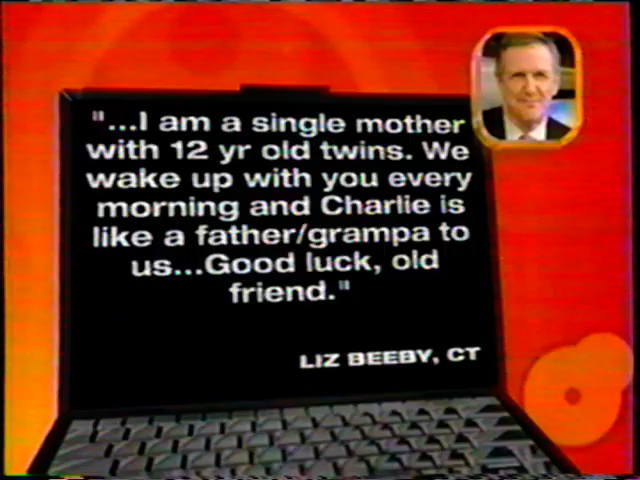 "...I am a single mother
with 12 yr old twins. We
wake up with you every
morning and Charlie is
like a father/grampa to
us...Good luck, old
friend."
LIZ BEEBY, CT